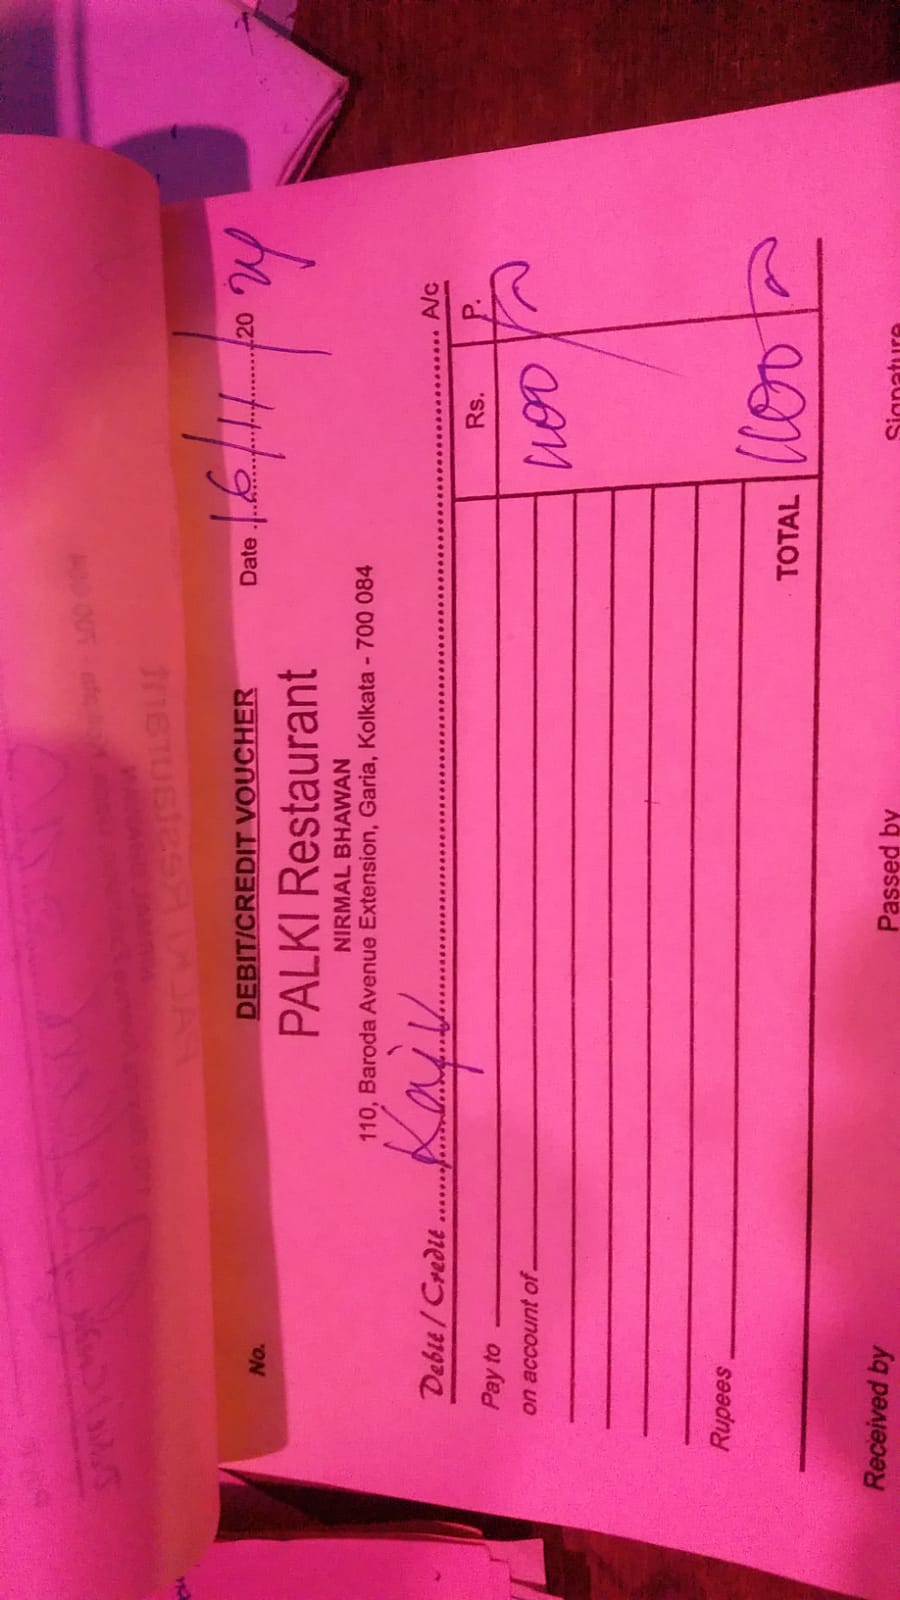 No.
DEBIT/CREDIT VOUCHER
Date 16/11/2024
PALKI Restaurant
NIRMAL BHAWAN
110, Baroda Avenue Extension, Garia, Kolkata - 700 084
Debit / Credit Kajiv A/c
Rs. P.
Pay to
on account of
1100/-
Rupees
TOTAL 1100/-
Received by Passed by Signature